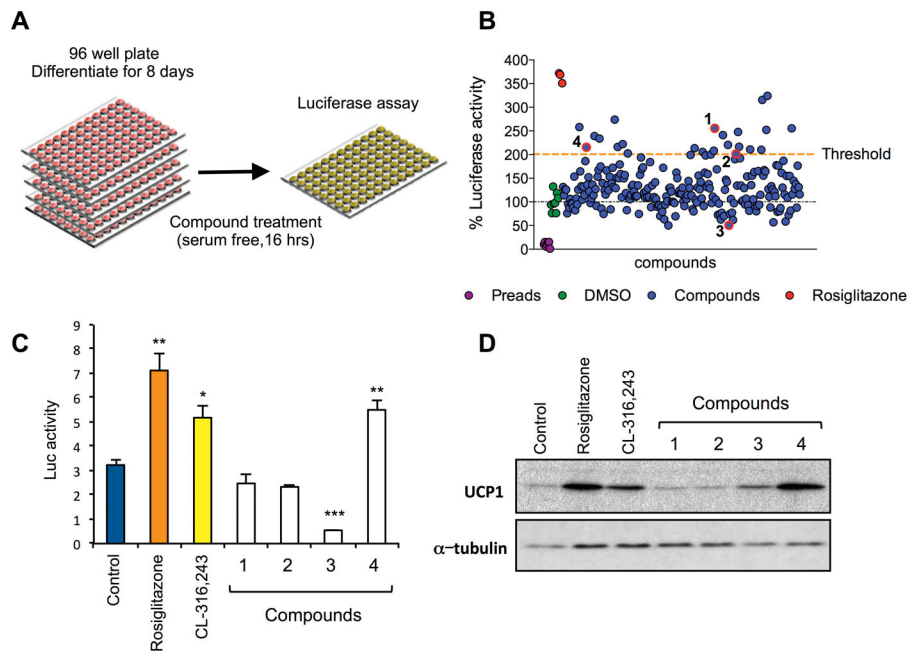 A
96 well plate
Differentiate for 8 days
Luciferase assay
Compound treatment
(serum free,16 hrs)
B
% Luciferase activity
400
350
300
250
200
150
100
50
0
1
4
2
3
Threshold
compounds
Preads DMSO Compounds Rosiglitazone
C
Luc activity
9
8
7
6
5
4
3
2
1
0
**
*
***
**
Control
Rosiglitazone
CL-316,243
1 2 3 4
Compounds
D
Control
Rosiglitazone
CL-316,243
Compounds
1 2 3 4
UCP1
α-tubulin